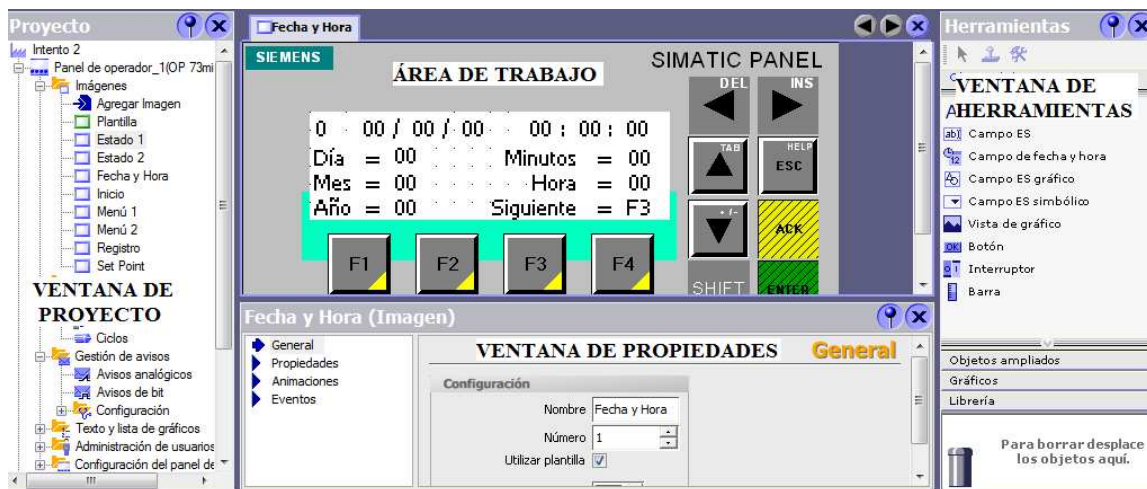 Proyecto
Intento 2
Panel de operador_1(OP 73mi
Imágenes
Agregar Imagen
Plantilla
Estado 1
Estado 2
Fecha y Hora
Inicio
Menú 1
Menú 2
Registro
Set Point
VENTANA DE
PROYECTO
Ciclos
Gestión de avisos
Avisos analógicos
Avisos de bit
Configuración
Texto y lista de gráficos
Administración de usuarios
Configuración del panel de
Fecha y Hora
SIEMENS
SIMATIC PANEL
ÁREA DE TRABAJO
0 00 / 00 / 00 00 : 00 : 00
Día = 00 Minutos = 00
Mes = 00 Hora = 00
Año = 00 Siguiente = F3
DEL INS
TAB HELP
ESC
+ / -
ACK
F1 F2 F3 F4
SHIFT ENTER
Fecha y Hora (Imagen)
General
Propiedades
Animaciones
Eventos
VENTANA DE PROPIEDADES
General
Configuración
Nombre Fecha y Hora
Número 1
Utilizar plantilla
Herramientas
VENTANA DE
HERRAMIENTAS
Campo ES
Campo de fecha y hora
Campo ES gráfico
Campo ES simbólico
Vista de gráfico
OK Botón
Interruptor
Barra
Objetos ampliados
Gráficos
Librería
Para borrar desplace
los objetos aquí.